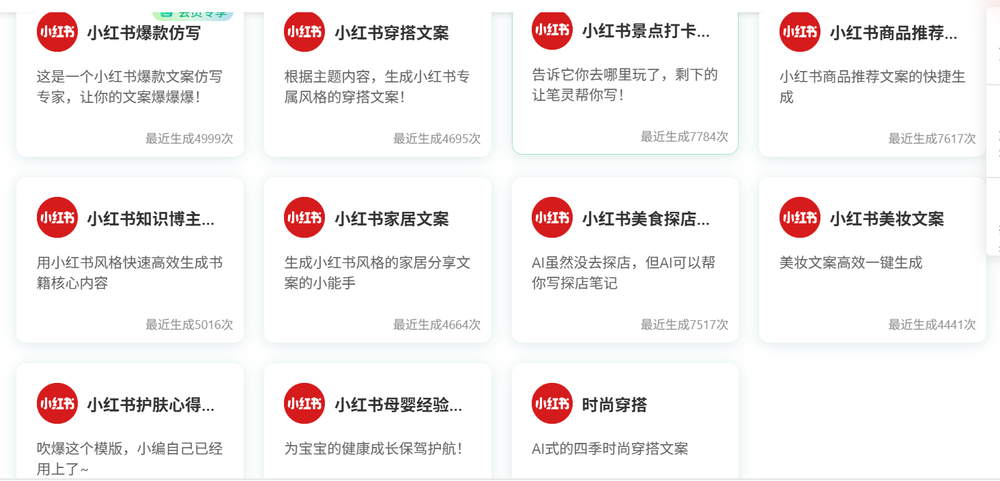 会员专享
小红书
小红书爆款仿写
这是一个小红书爆款文案仿写
专家，让你的文案爆爆爆！
最近生成4999次
小红书
小红书穿搭文案
根据主题内容，生成小红书专
属风格的穿搭文案！
最近生成4695次
小红书
小红书景点打卡...
告诉它你去哪里玩了，剩下的
让笔灵帮你写！
最近生成7784次
小红书
小红书商品推荐...
小红书商品推荐文案的快捷生
成
最近生成7617次
小红书
小红书知识博主...
用小红书风格快速高效生成书
籍核心内容
最近生成5016次
小红书
小红书家居文案
生成小红书风格的家居分享文
案的小能手
最近生成4664次
小红书
小红书美食探店...
AI虽然没去探店，但AI可以帮
你写探店笔记
最近生成7517次
小红书
小红书美妆文案
美妆文案高效一键生成
最近生成4441次
小红书
小红书护肤心得...
吹爆这个模版，小编自己已经
用上了~
小红书
小红书母婴经验...
为宝宝的健康成长保驾护航！
小红书
时尚穿搭
AI式的四季时尚穿搭文案